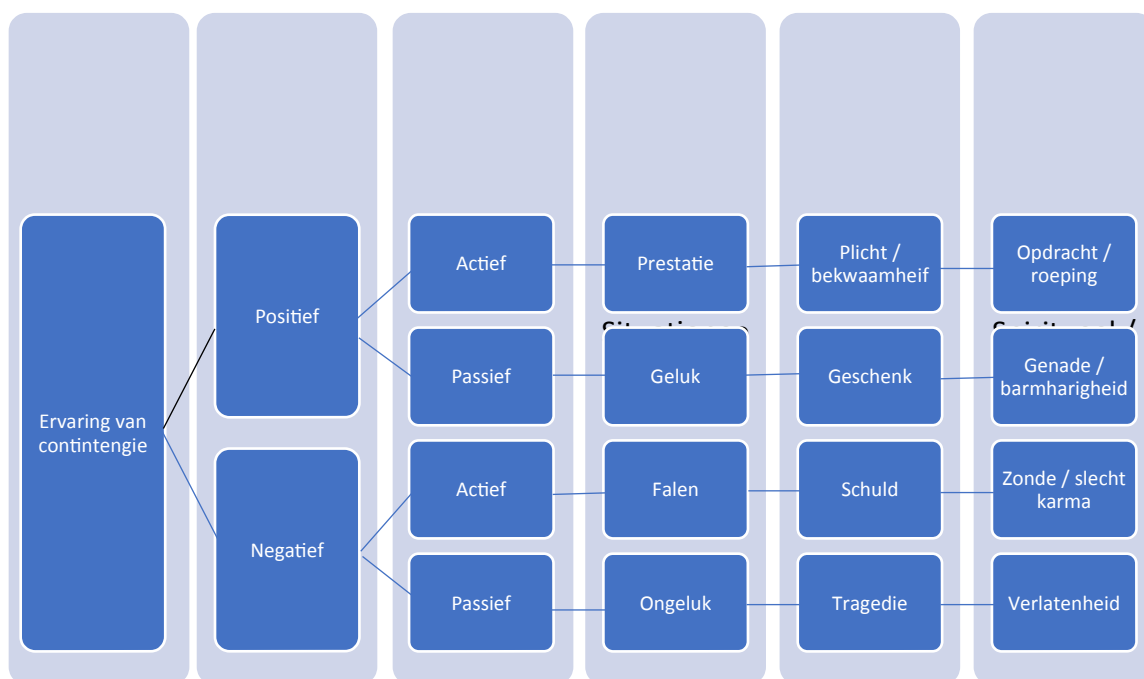 Ervaring van
contintengie
Positief
Negatief
Actief
Passief
Actief
Passief
Prestatie
Geluk
Falen
Ongeluk
Plicht /
bekwaamheif
Geschenk
Schuld
Tragedie
Opdracht /
roeping
Genade /
barmharigheid
Zonde / slecht
karma
Verlatenheid